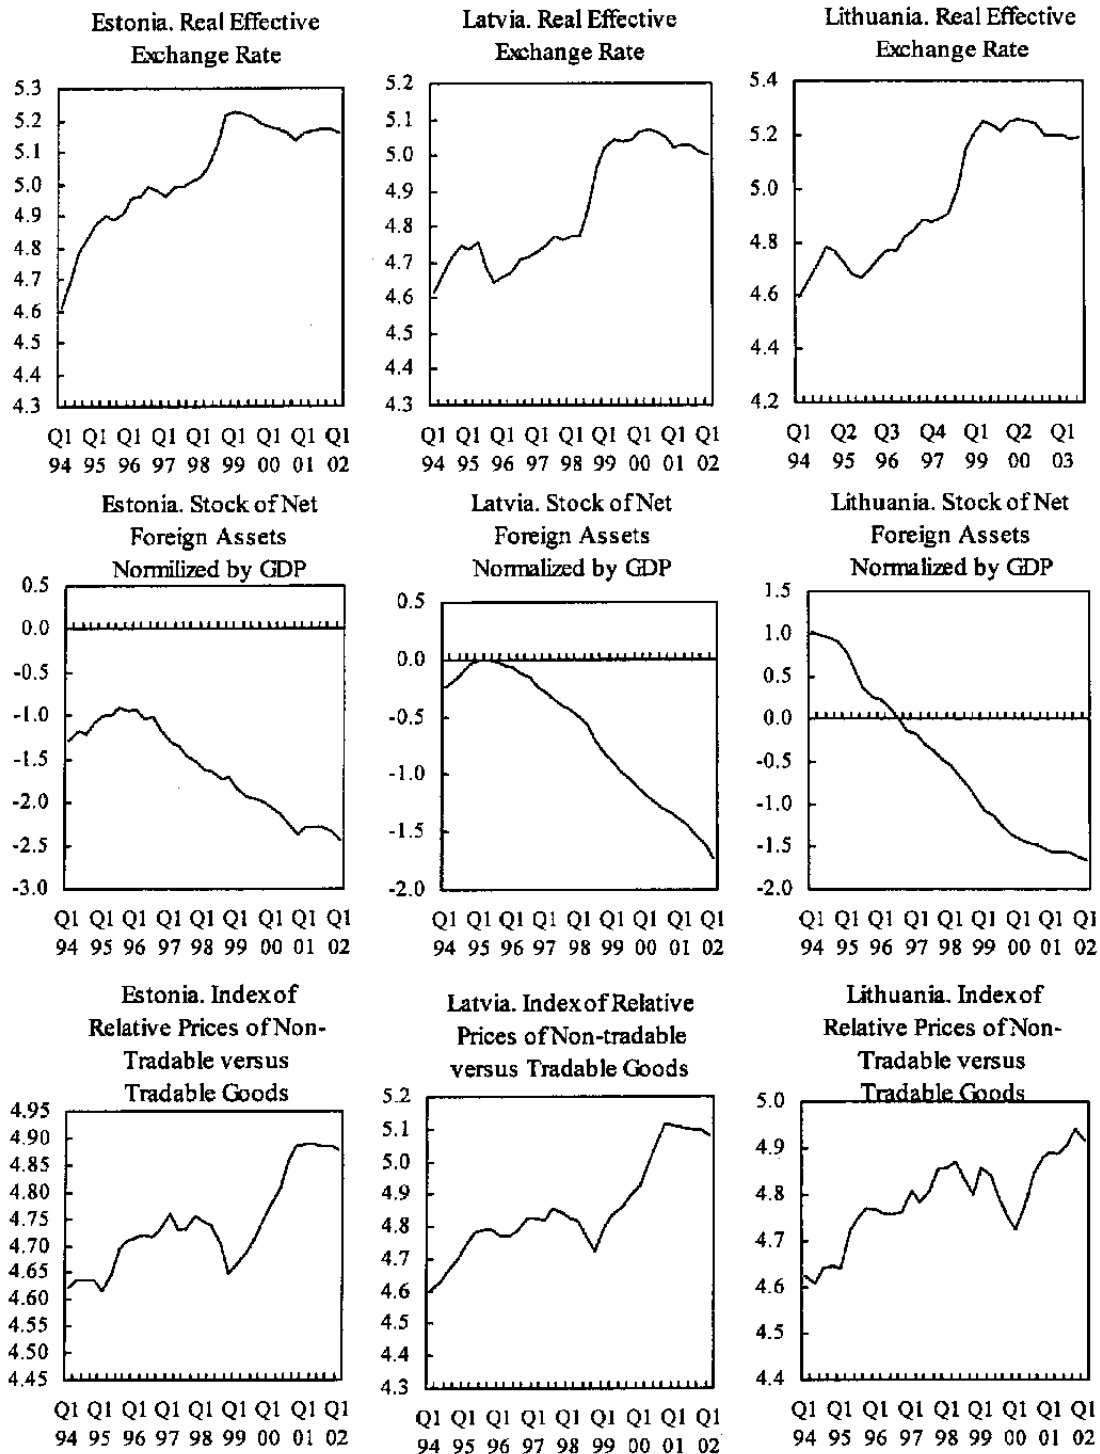 Estonia. Real Effective
Exchange Rate
5.3
5.2
5.1
5.0
4.9
4.8
4.7
4.6
4.5
4.4
4.3
Q1 Q1 Q1 Q1 Q1 Q1 Q1 Q1 Q1
94 95 96 97 98 99 00 01 02
Latvia. Real Effective
Exchange Rate
5.2
5.1
5.0
4.9
4.8
4.7
4.6
4.5
4.4
4.3
Q1 Q1 Q1 Q1 Q1 Q1 Q1 Q1 Q1
94 95 96 97 98 99 00 01 02
Lithuania. Real Effective
Exchange Rate
5.4
5.2
5.0
4.8
4.6
4.4
4.2
Q1 Q2 Q3 Q4 Q1 Q2 Q1
94 95 96 97 99 00 03
Estonia. Stock of Net
Foreign Assets
Normilized by GDP
0.5
0.0
-0.5
-1.0
-1.5
-2.0
-2.5
-3.0
Q1 Q1 Q1 Q1 Q1 Q1 Q1 Q1 Q1
94 95 96 97 98 99 00 01 02
Latvia. Stock of Net
Foreign Assets
Normalized by GDP
0.5
0.0
-0.5
-1.0
-1.5
-2.0
Q1 Q1 Q1 Q1 Q1 Q1 Q1 Q1 Q1
94 95 96 97 98 99 00 01 02
Lithuania. Stock of Net
Foreign Assets
Normalized by GDP
1.5
1.0
0.5
0.0
-0.5
-1.0
-1.5
-2.0
Q1 Q1 Q1 Q1 Q1 Q1 Q1 Q1 Q1
94 95 96 97 98 99 00 01 02
Estonia. Index of
Relative Prices of Non-
Tradable versus
Tradable Goods
4.95
4.90
4.85
4.80
4.75
4.70
4.65
4.60
4.55
4.50
4.45
Q1 Q1 Q1 Q1 Q1 Q1 Q1 Q1 Q1
94 95 96 97 98 99 00 01 02
Latvia. Index of Relative
Prices of Non-tradable
versus Tradable Goods
5.2
5.1
5.0
4.9
4.8
4.7
4.6
4.5
4.4
4.3
Q1 Q1 Q1 Q1 Q1 Q1 Q1 Q1 Q1
94 95 96 97 98 99 00 01 02
Lithuania. Index of
Relative Prices of Non-
Tradable versus
Tradable Goods
5.0
4.9
4.8
4.7
4.6
4.5
4.4
Q1 Q1 Q1 Q1 Q1 Q1 Q1 Q1 Q1
94 95 96 97 98 99 00 01 02